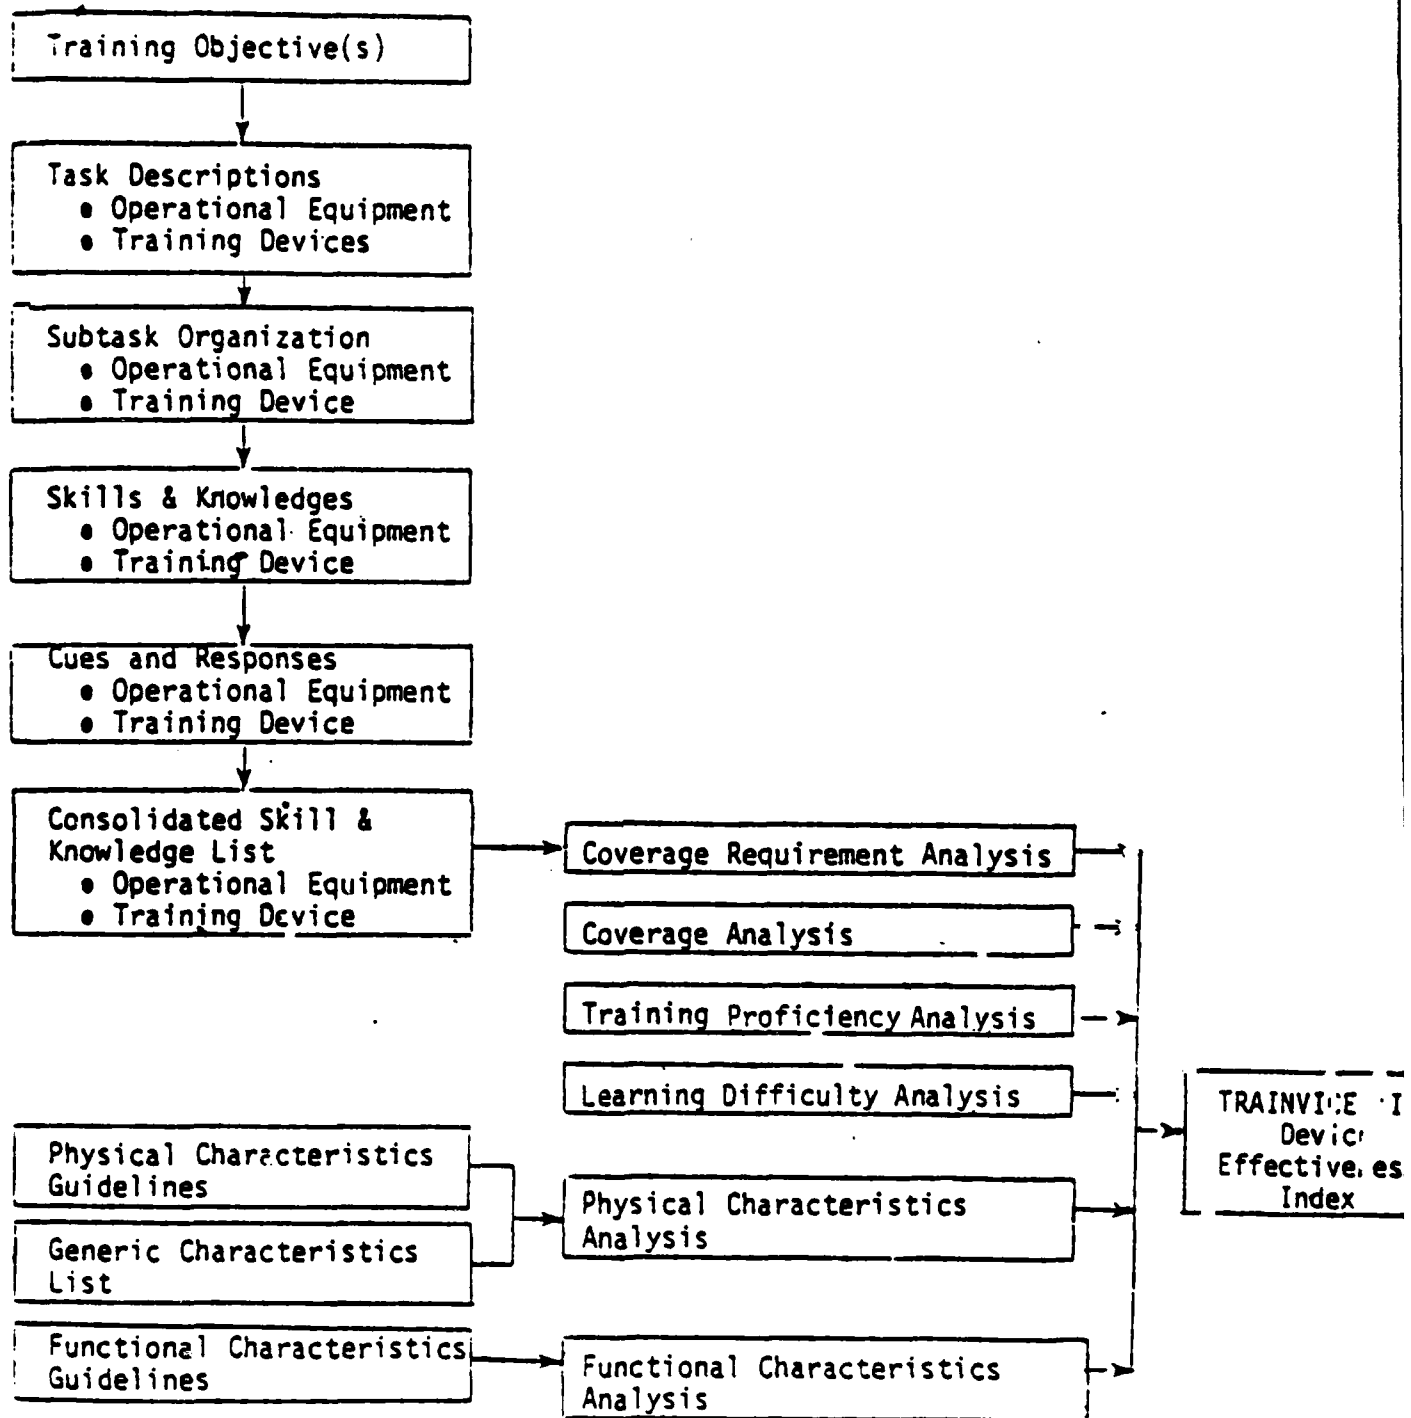 Training Objective(s)
Task Descriptions
• Operational Equipment
• Training Devices
Subtask Organization
• Operational Equipment
• Training Device
Skills & Knowledges
• Operational Equipment
• Training Device
Cues and Responses
• Operational Equipment
• Training Device
Consolidated Skill &
Knowledge List
• Operational Equipment
• Training Device
Coverage Requirement Analysis
Coverage Analysis
Training Proficiency Analysis
Learning Difficulty Analysis
Physical Characteristics
Guidelines
Generic Characteristics
List
Physical Characteristics
Analysis
Functional Characteristics
Guidelines
Functional Characteristics
Analysis
TRAINVICE
Device
Index